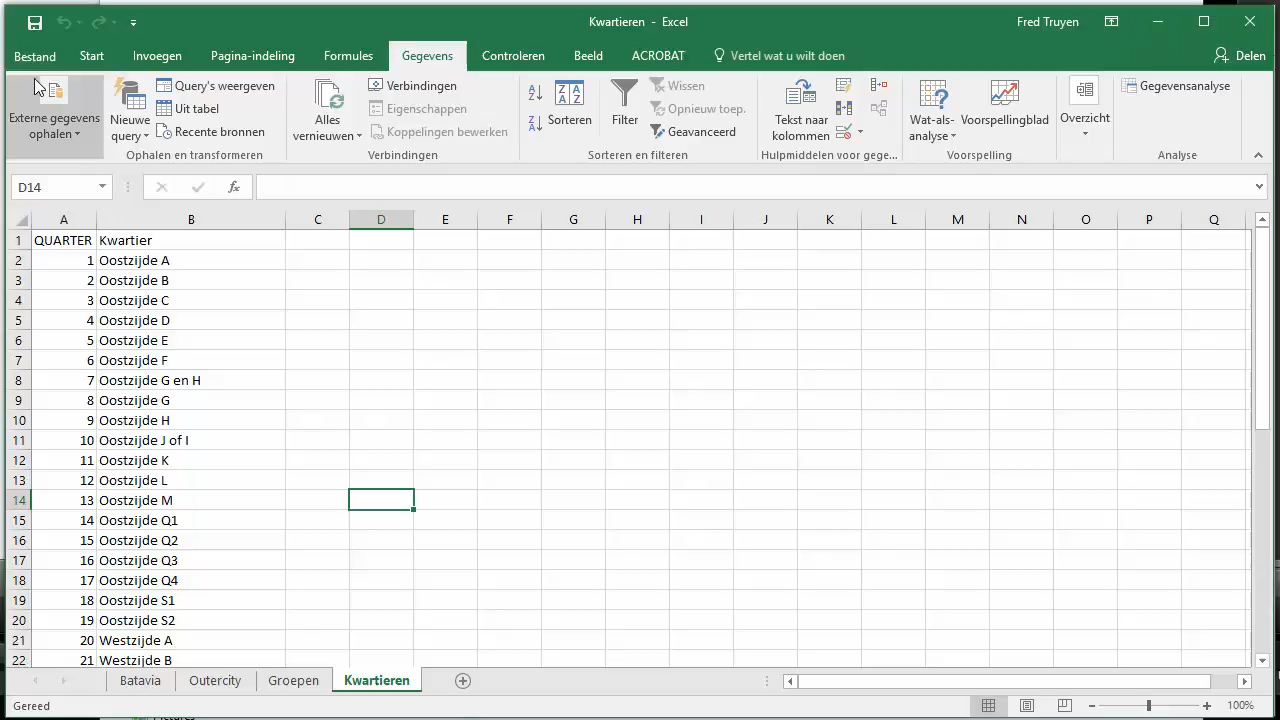 Kwartieren - Excel
Fred Truyen
Bestand Start Invoegen Pagina-indeling Formules Gegevens Controleren Beeld ACROBAT Vertel wat u wilt doen Delen
Externe gegevens ophalen
Nieuwe query
Query's weergeven
Uit tabel
Recente bronnen
Ophalen en transformeren
Alles vernieuwen
Verbindingen
Eigenschappen
Koppelingen bewerken
Verbindingen
Sorteren
Filter
Wissen
Opnieuw toep.
Geavanceerd
Sorteren en filteren
Tekst naar kolommen
Hulpmiddelen voor gege...
Wat-als-analyse
Voorspellingblad
Voorspelling
Overzicht
Gegevensanalyse
Analyse
D14
fx
A B C D E F G H I J K L M N O P Q
1 QUARTER Kwartier
2 1 Oostzijde A
3 2 Oostzijde B
4 3 Oostzijde C
5 4 Oostzijde D
6 5 Oostzijde E
7 6 Oostzijde F
8 7 Oostzijde G en H
9 8 Oostzijde G
10 9 Oostzijde H
11 10 Oostzijde J of I
12 11 Oostzijde K
13 12 Oostzijde L
14 13 Oostzijde M
15 14 Oostzijde Q1
16 15 Oostzijde Q2
17 16 Oostzijde Q3
18 17 Oostzijde Q4
19 18 Oostzijde S1
20 19 Oostzijde S2
21 20 Westzijde A
22 21 Westzijde B
Batavia Outercity Groepen Kwartieren
Gereed
100%
Pictures